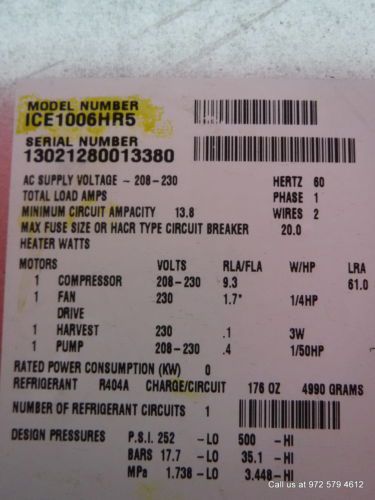 MODEL NUMBER
ICE1006HR5
SERIAL NUMBER
13021280013380
AC SUPPLY VOLTAGE ~ 208-230 HERTZ 60
TOTAL LOAD AMPS PHASE 1
MINIMUM CIRCUIT AMPACITY 13.8 WIRES 2
MAX FUSE SIZE OR HACR TYPE CIRCUIT BREAKER 20.0
HEATER WATTS
MOTORS VOLTS RLA/FLA W/HP LRA
1 COMPRESSOR 208-230 9.3 61.0
1 FAN 230 1.7* 1/4HP
DRIVE
1 HARVEST 230 .1 3W
1 PUMP 208-230 .4 1/50HP
RATED POWER CONSUMPTION (KW) 0
REFRIGERANT R404A CHARGE/CIRCUIT 176 OZ 4990 GRAMS
NUMBER OF REFRIGERANT CIRCUITS 1
DESIGN PRESSURES P.S.I. 252 -LO 500 -HI
BARS 17.7 -LO 35.1 -HI
MPa 1.738 -LO 3.448 -HI
Call us at 972 579 4612